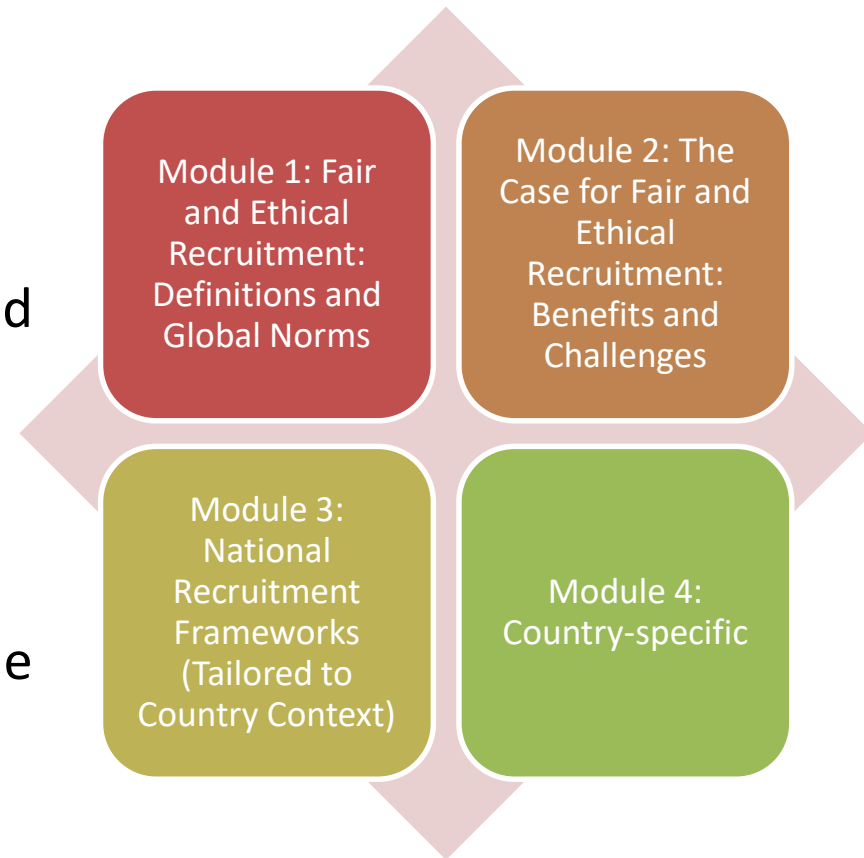 Module 1: Fair
and Ethical
Recruitment:
Definitions and
Global Norms
Module 2: The
Case for Fair and
Ethical
Recruitment:
Benefits and
Challenges
d
Module 3:
National
Recruitment
Frameworks
(Tailored to
Country Context)
Module 4:
Country-specific
e